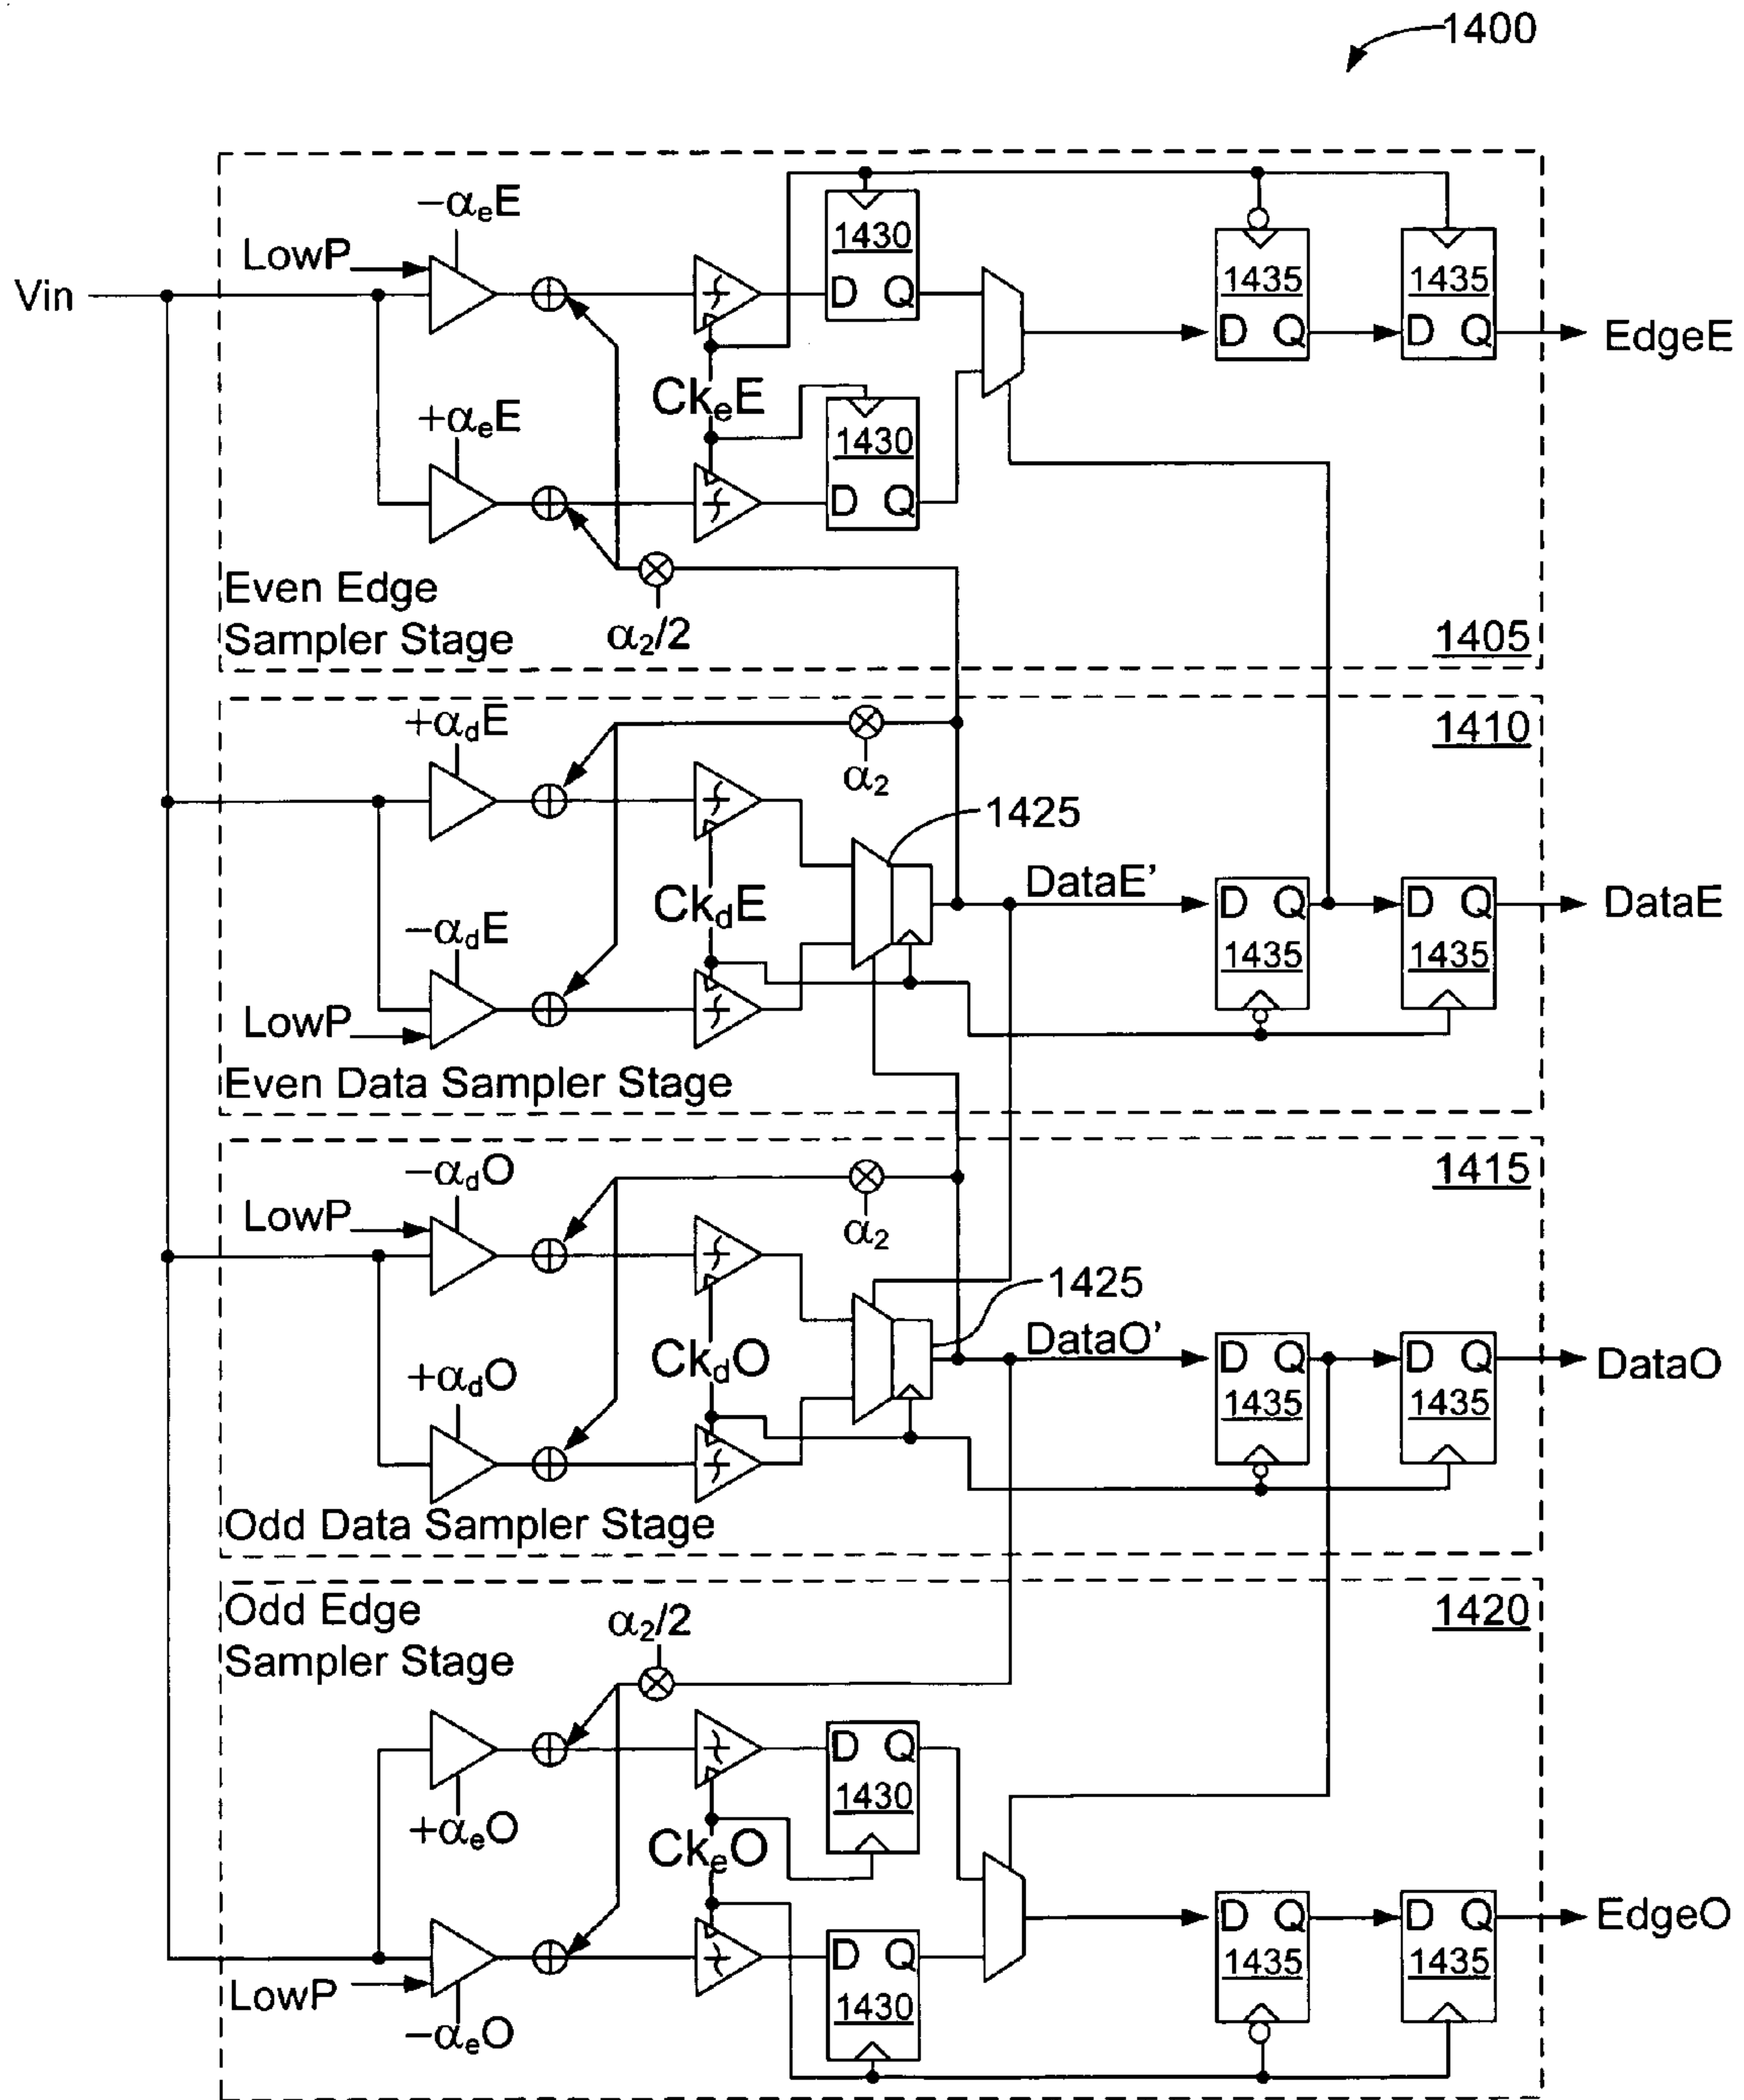 1400
−αeE
LowP
1430
D Q
1435
D Q
1435
D Q
Vin
EdgeE
CkeE
+αeE
1430
D Q
Even Edge
Sampler Stage
α2/2
1405
+αdE
1410
α2
1425
CkdE
DataE’
D Q
1435
D Q
1435
DataE
−αdE
LowP
Even Data Sampler Stage
−αdO
1415
LowP
α2
1425
CkdO
DataO’
D Q
1435
D Q
1435
DataO
+αdO
Odd Data Sampler Stage
Odd Edge
Sampler Stage
α2/2
1420
D Q
1430
+αeO
CkeO
D Q
1435
D Q
1435
EdgeO
D Q
1430
LowP
−αeO